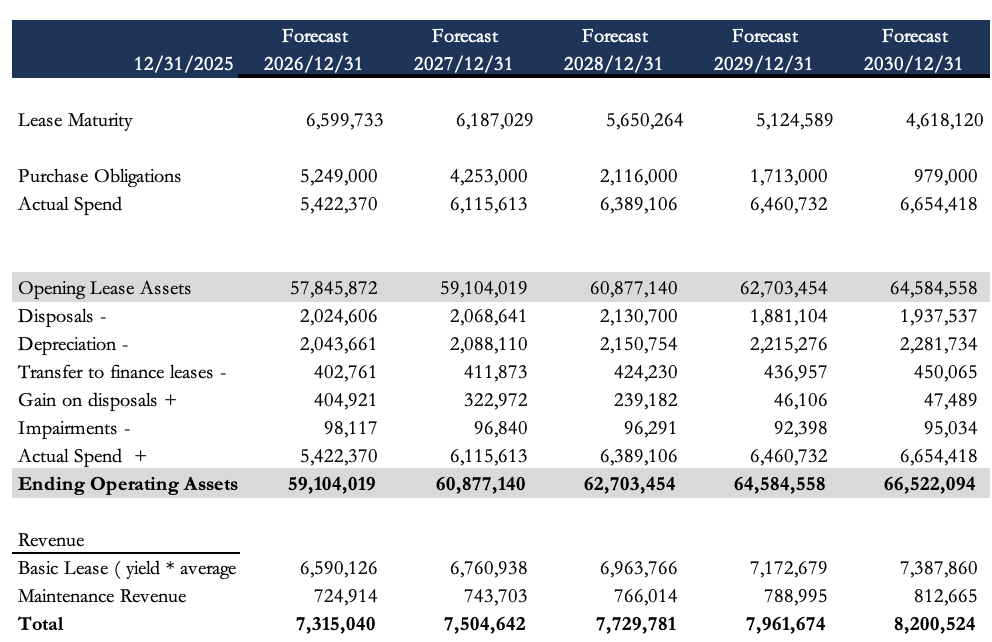 Forecast Forecast Forecast Forecast Forecast
12/31/2025 2026/12/31 2027/12/31 2028/12/31 2029/12/31 2030/12/31
Lease Maturity 6,599,733 6,187,029 5,650,264 5,124,589 4,618,120
Purchase Obligations 5,249,000 4,253,000 2,116,000 1,713,000 979,000
Actual Spend 5,422,370 6,115,613 6,389,106 6,460,732 6,654,418
Opening Lease Assets 57,845,872 59,104,019 60,877,140 62,703,454 64,584,558
Disposals - 2,024,606 2,068,641 2,130,700 1,881,104 1,937,537
Depreciation - 2,043,661 2,088,110 2,150,754 2,215,276 2,281,734
Transfer to finance leases - 402,761 411,873 424,230 436,957 450,065
Gain on disposals + 404,921 322,972 239,182 46,106 47,489
Impairments - 98,117 96,840 96,291 92,398 95,034
Actual Spend + 5,422,370 6,115,613 6,389,106 6,460,732 6,654,418
Ending Operating Assets 59,104,019 60,877,140 62,703,454 64,584,558 66,522,094
Revenue
Basic Lease ( yield * average 6,590,126 6,760,938 6,963,766 7,172,679 7,387,860
Maintenance Revenue 724,914 743,703 766,014 788,995 812,665
Total 7,315,040 7,504,642 7,729,781 7,961,674 8,200,524